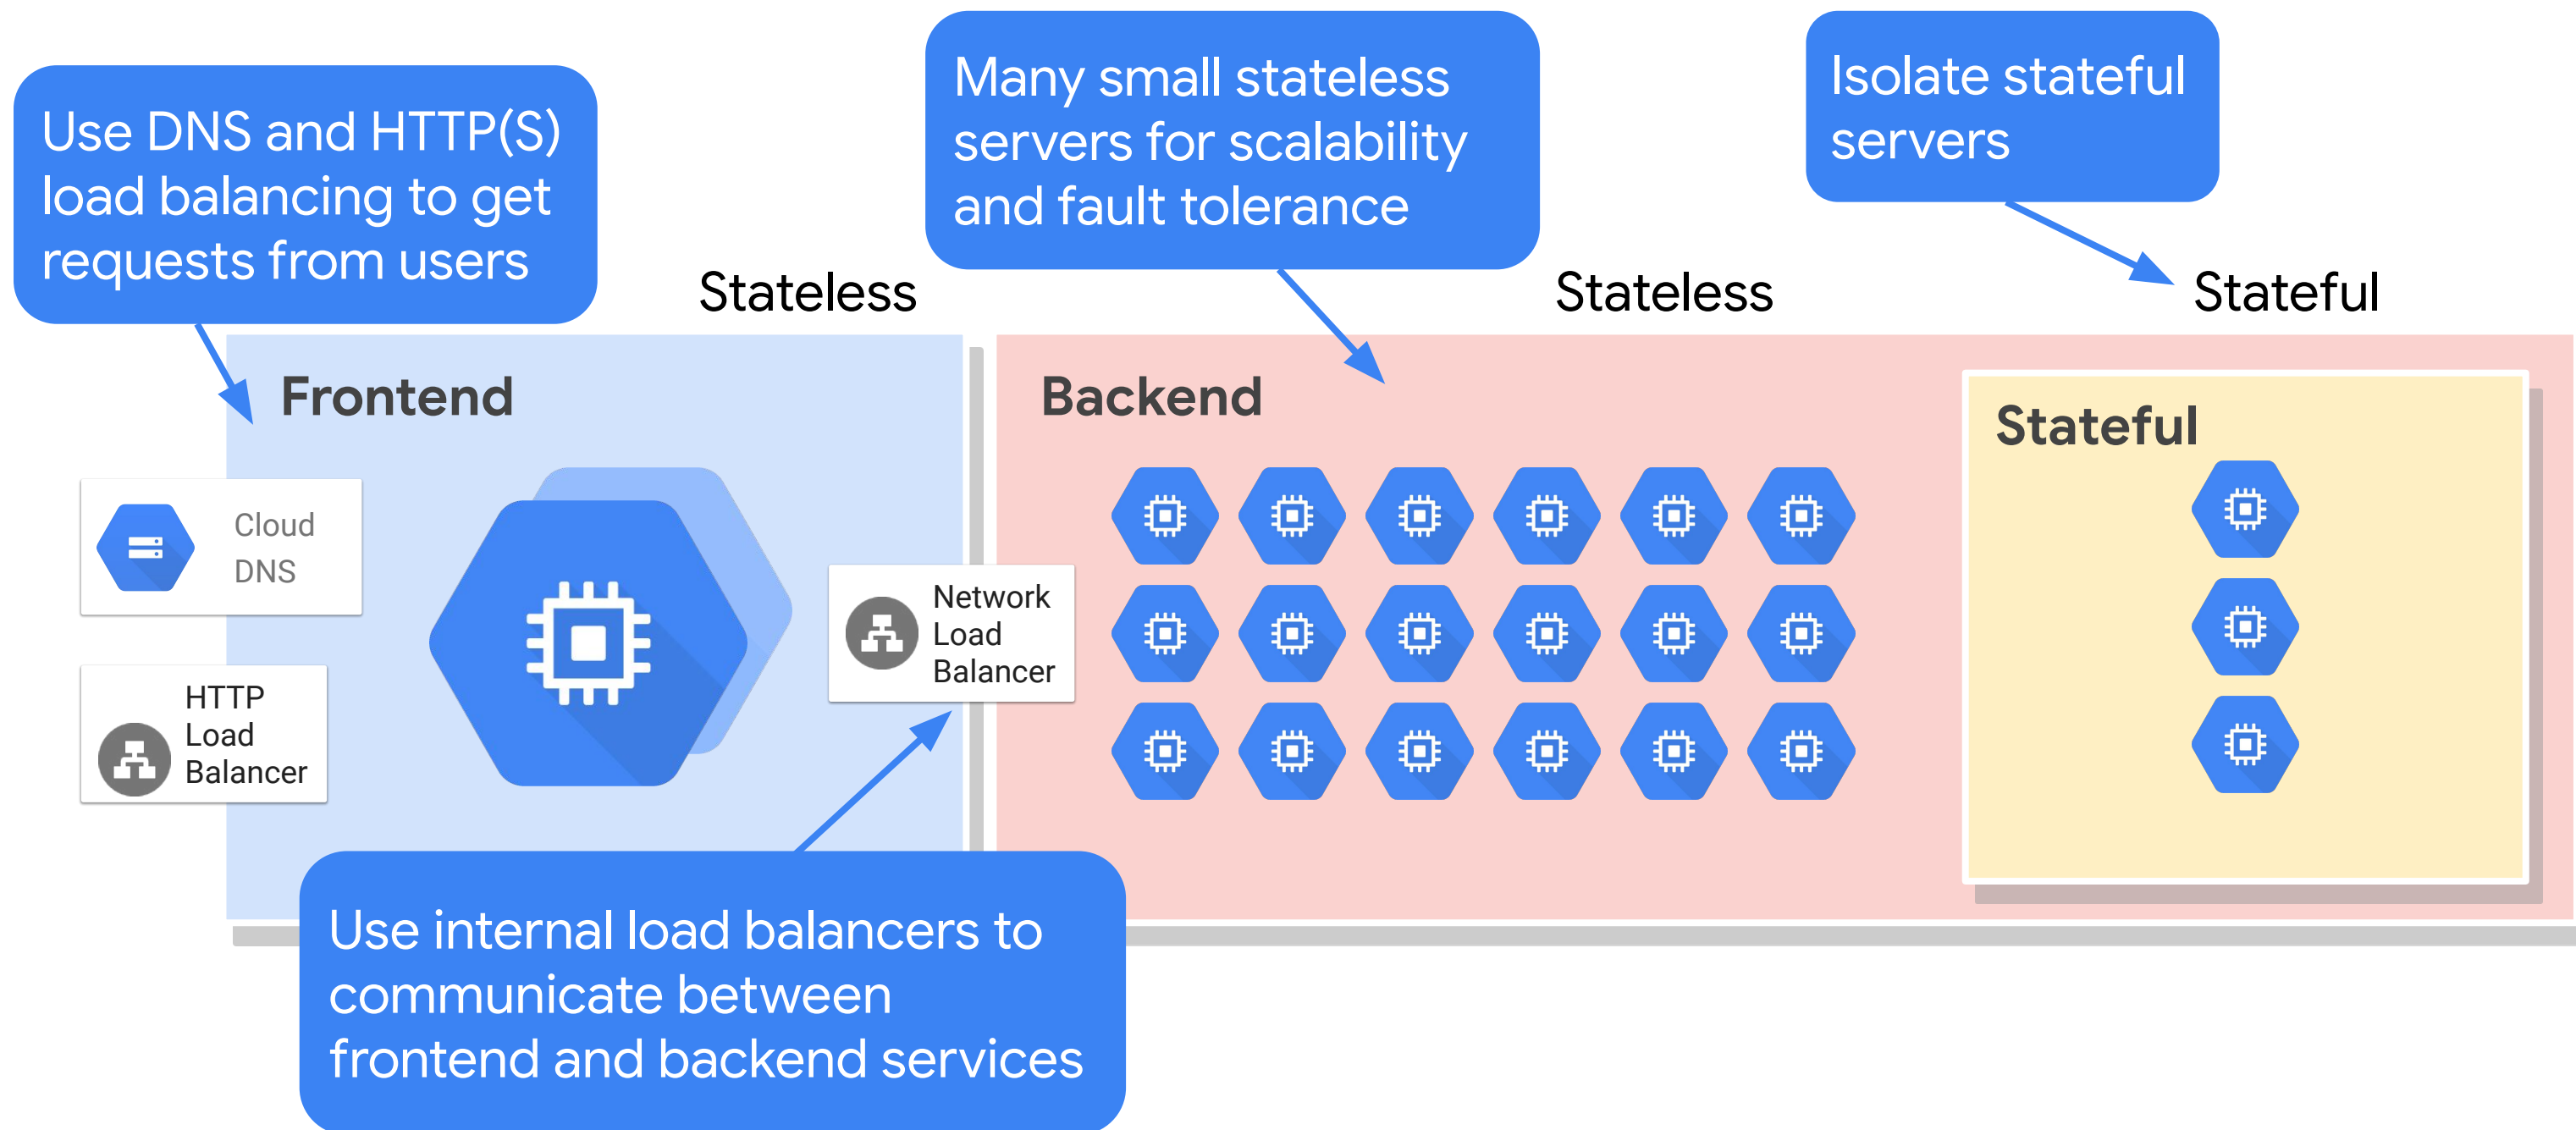 Use DNS and HTTP(S)
load balancing to get
requests from users
Many small stateless
servers for scalability
and fault tolerance
Isolate stateful
servers
Stateless
Stateless
Stateful
Frontend
Backend
Stateful
Cloud
DNS
HTTP
Load
Balancer
Network
Load
Balancer
Use internal load balancers to
communicate between
frontend and backend services